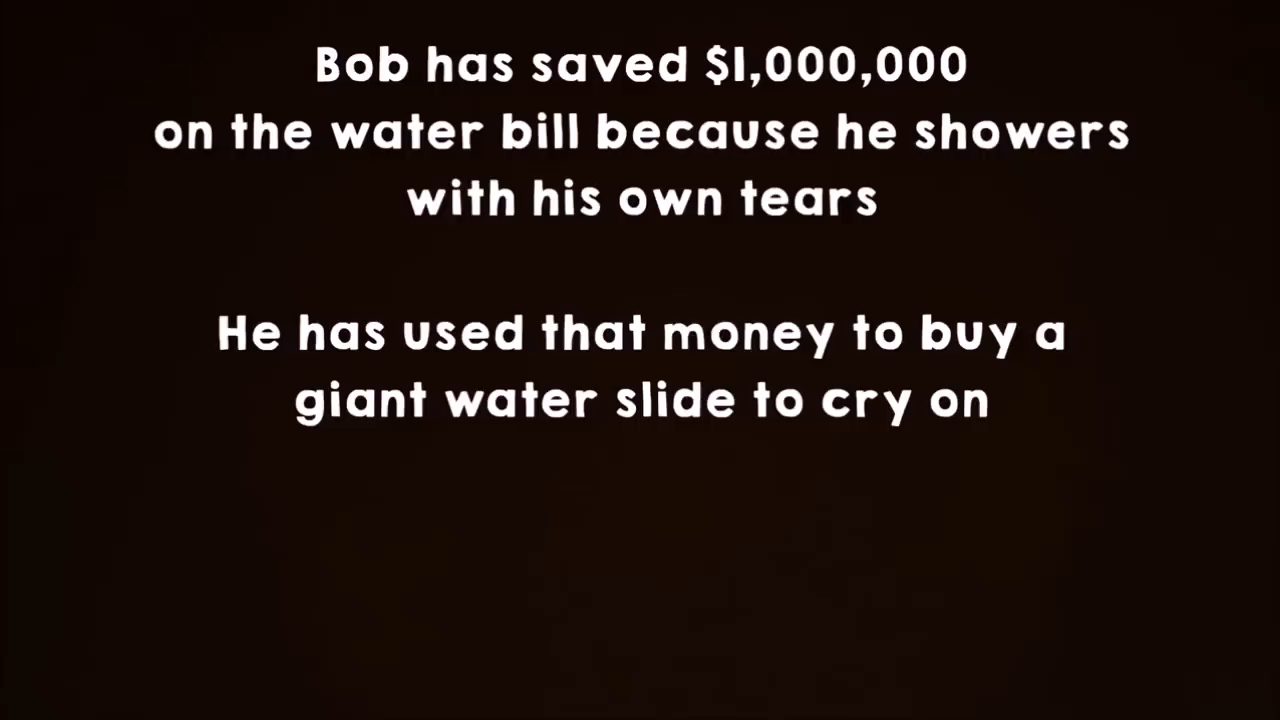 Bob has saved $1,000,000
on the water bill because he showers
with his own tears
He has used that money to buy a
giant water slide to cry on